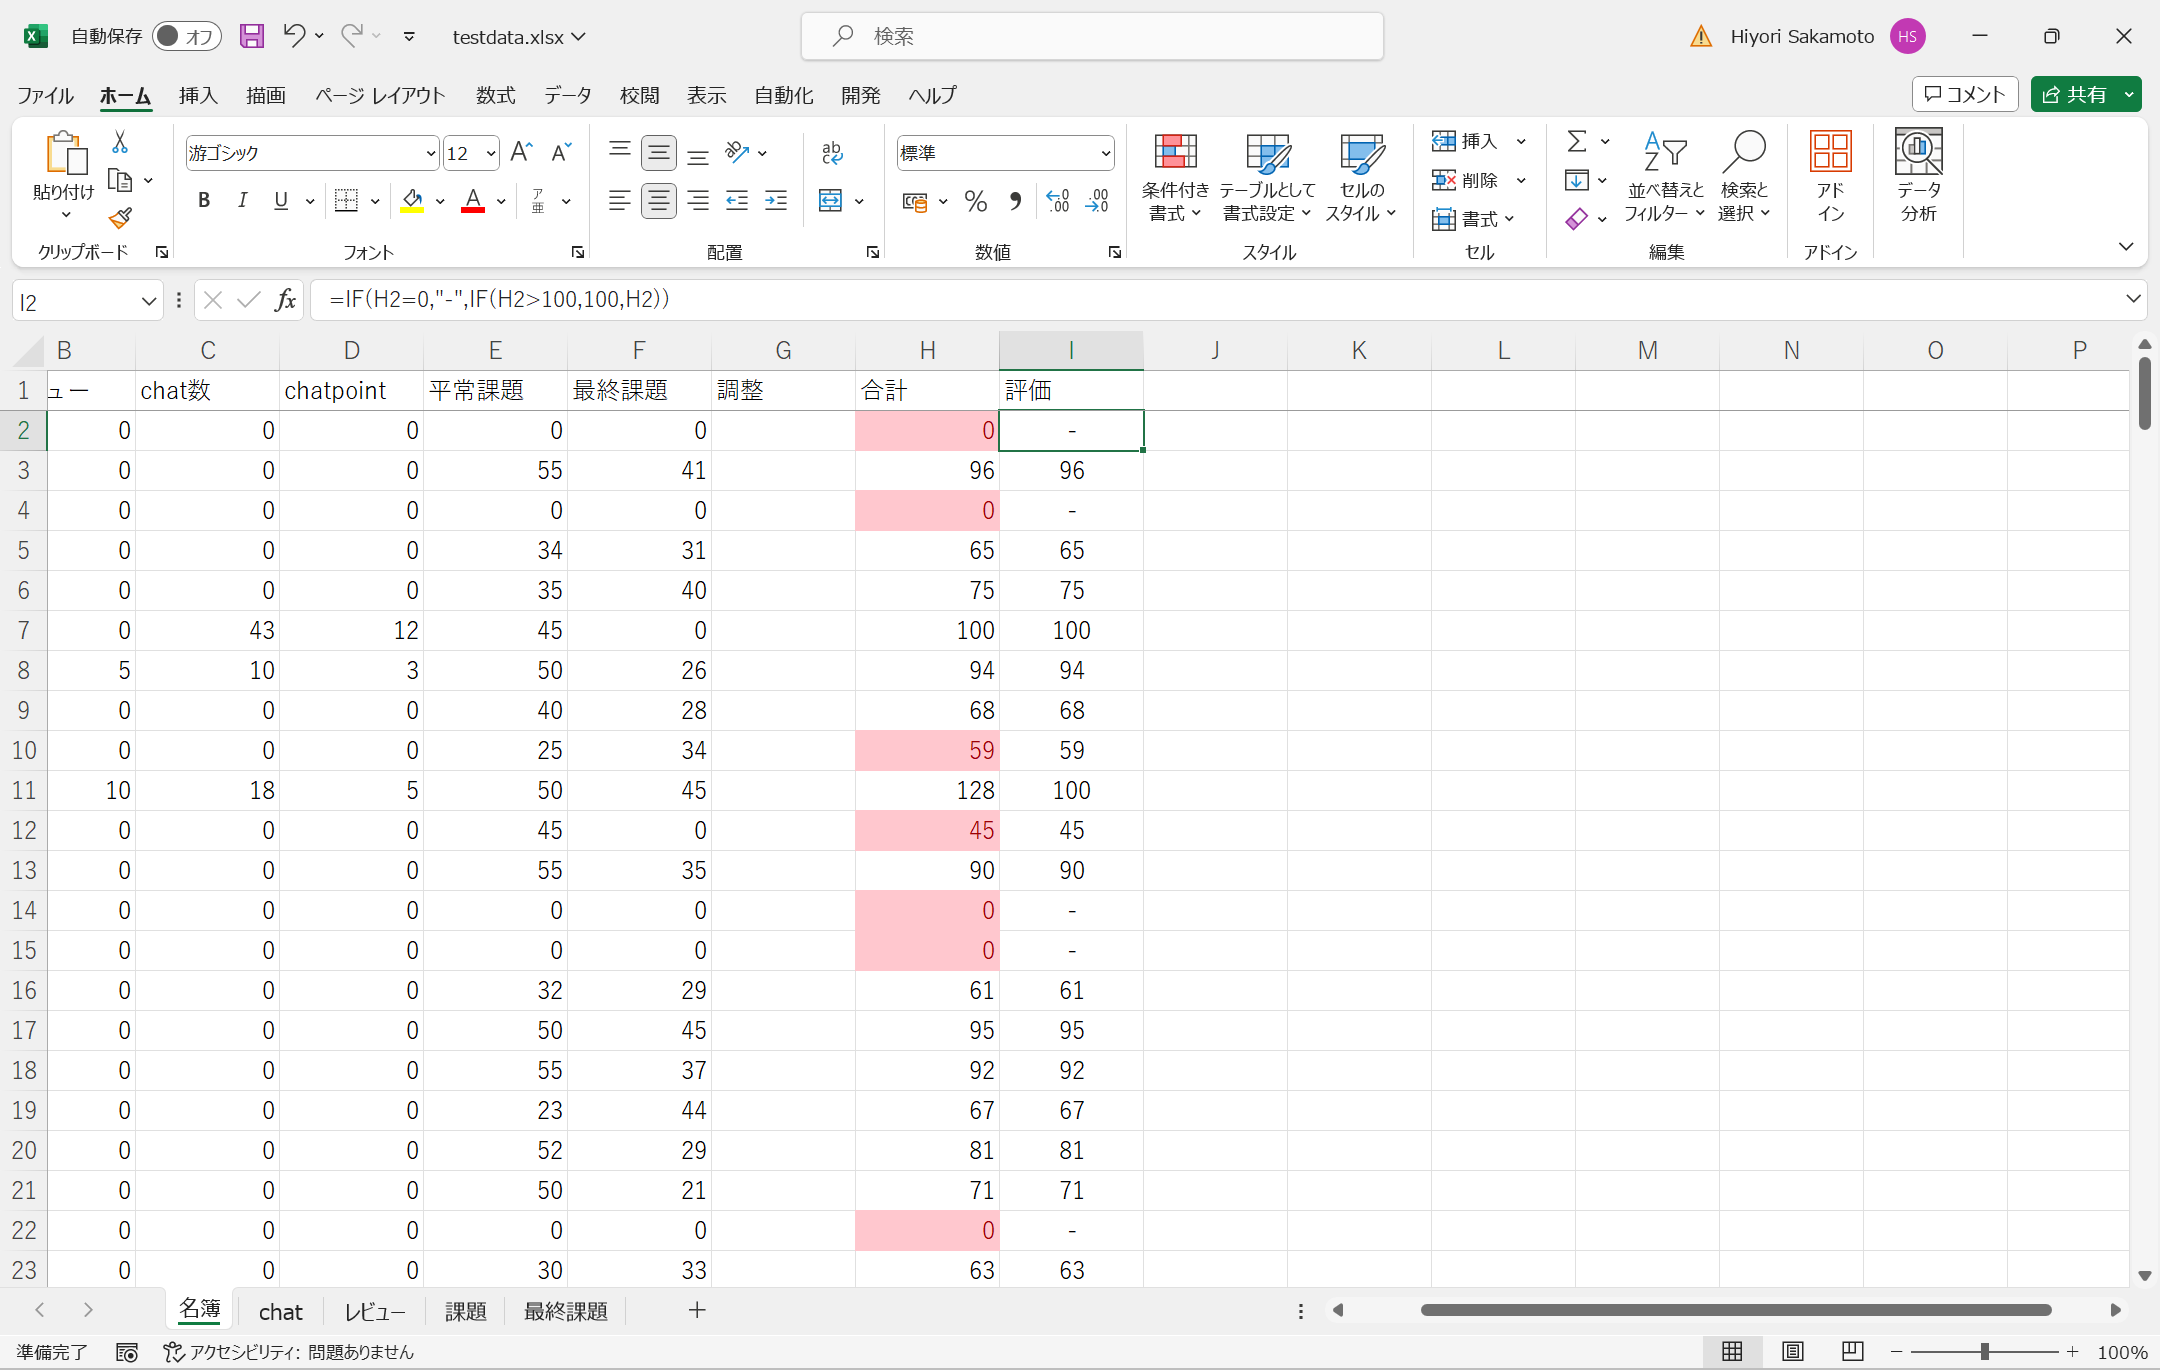 自動保存 オフ testdata.xlsx 検索 Hiyori Sakamoto HS
ファイル ホーム 挿入 描画 ページ レイアウト 数式 データ 校閲 表示 自動化 開発 ヘルプ コメント 共有
貼り付け 游ゴシック 12 標準 条件付き書式 テーブルとして書式設定 セルのスタイル 挿入 削除 書式 並べ替えとフィルター 検索と選択 アドイン データ分析
クリップボード フォント 配置 数値 スタイル セル 編集 アドイン
I2 =IF(H2=0,"-",IF(H2>100,100,H2))
B C D E F G H I J K L M N O P
1 ュー chat数 chatpoint 平常課題 最終課題 調整 合計 評価
2 0 0 0 0 0 0 -
3 0 0 0 55 41 96 96
4 0 0 0 0 0 0 -
5 0 0 0 34 31 65 65
6 0 0 0 35 40 75 75
7 0 43 12 45 0 100 100
8 5 10 3 50 26 94 94
9 0 0 0 40 28 68 68
10 0 0 0 25 34 59 59
11 10 18 5 50 45 128 100
12 0 0 0 45 0 45 45
13 0 0 0 55 35 90 90
14 0 0 0 0 0 0 -
15 0 0 0 0 0 0 -
16 0 0 0 32 29 61 61
17 0 0 0 50 45 95 95
18 0 0 0 55 37 92 92
19 0 0 0 23 44 67 67
20 0 0 0 52 29 81 81
21 0 0 0 50 21 71 71
22 0 0 0 0 0 0 -
23 0 0 0 30 33 63 63
名簿 chat レビュー 課題 最終課題
準備完了 アクセシビリティ: 問題ありません 100%